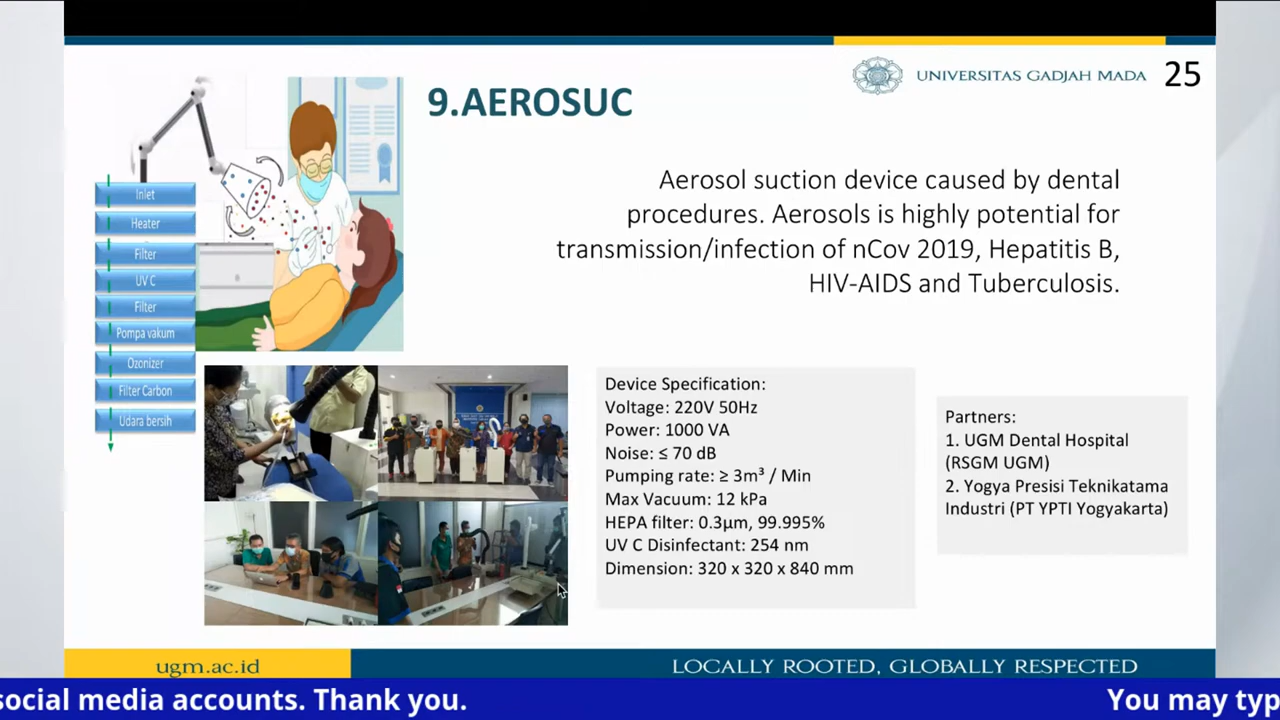 UNIVERSITAS GADJAH MADA
25
9.AEROSUC
Aerosol suction device caused by dental
procedures. Aerosols is highly potential for
transmission/infection of nCov 2019, Hepatitis B,
HIV-AIDS and Tuberculosis.
Inlet
Heater
Filter
UV C
Filter
Pompa vakum
Ozonizer
Filter Carbon
Udara bersih
Device Specification:
Voltage: 220V 50Hz
Power: 1000 VA
Noise: ≤ 70 dB
Pumping rate: ≥ 3m³ / Min
Max Vacuum: 12 kPa
HEPA filter: 0.3µm, 99.995%
UV C Disinfectant: 254 nm
Dimension: 320 x 320 x 840 mm
Partners:
1. UGM Dental Hospital
(RSGM UGM)
2. Yogya Presisi Teknikatama
Industri (PT YPTI Yogyakarta)
ugm.ac.id
LOCALLY ROOTED, GLOBALLY RESPECTED
social media accounts. Thank you.
You may typ